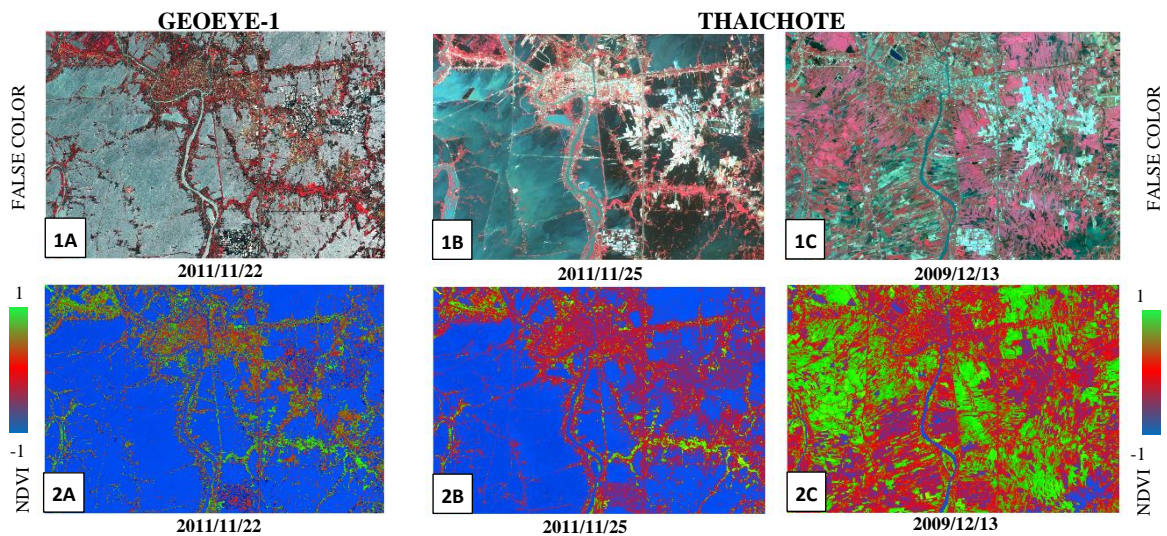 GEOEYE-1
THAICHOTE
FALSE COLOR
1A
1B
1C
FALSE COLOR
2011/11/22
2011/11/25
2009/12/13
1
-1
NDVI
2A
2B
2C
1
-1
NDVI
2011/11/22
2011/11/25
2009/12/13